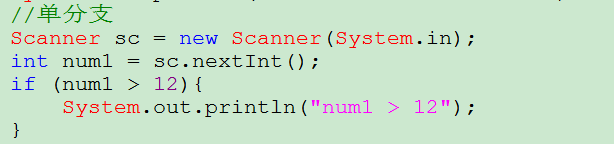 //单分支
Scanner sc = new Scanner(System.in);
int num1 = sc.nextInt();
if (num1 > 12){
    System.out.println("num1 > 12");
}